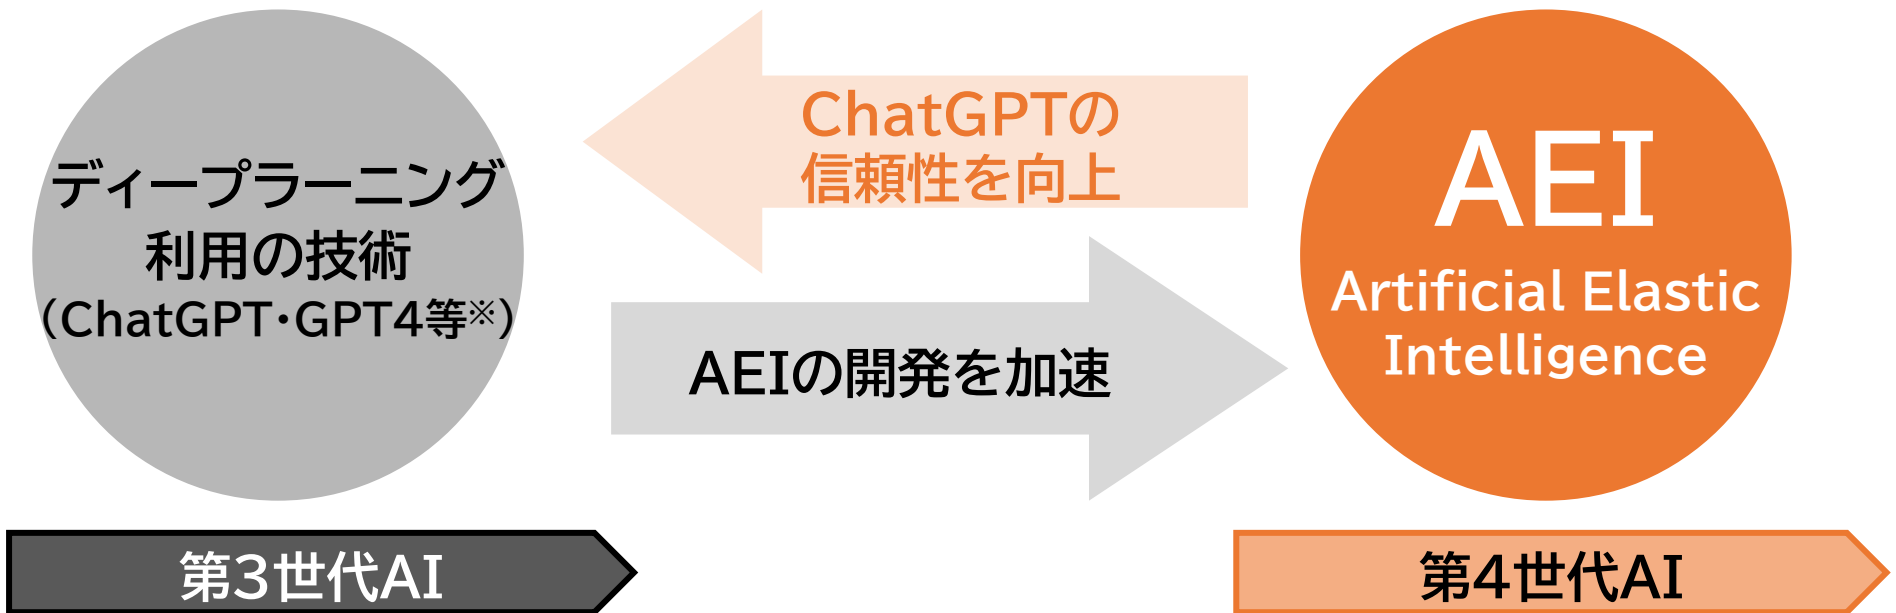 ディープラーニング
利用の技術
（ChatGPT・GPT4等※）
ChatGPTの
信頼性を向上
AEIの開発を加速
AEI
Artificial Elastic
Intelligence
第3世代AI
第4世代AI